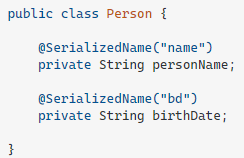 public class Person {
@SerializedName("name")
private String personName;
@SerializedName("bd")
private String birthDate;
}